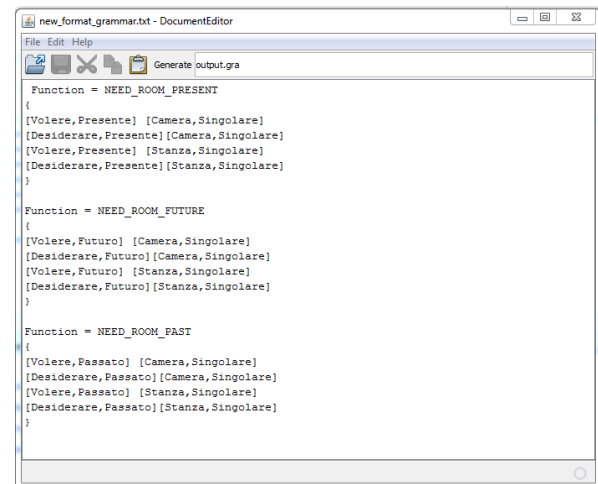 new_format_grammar.txt - DocumentEditor
File Edit Help
Generate output.gra
Function = NEED_ROOM_PRESENT
{
[Volere,Presente] [Camera,Singolare]
[Desiderare,Presente][Camera,Singolare]
[Volere,Presente] [Stanza,Singolare]
[Desiderare,Presente][Stanza,Singolare]
}
Function = NEED_ROOM_FUTURE
{
[Volere,Futuro] [Camera,Singolare]
[Desiderare,Futuro][Camera,Singolare]
[Volere,Futuro] [Stanza,Singolare]
[Desiderare,Futuro][Stanza,Singolare]
}
Function = NEED_ROOM_PAST
{
[Volere,Passato] [Camera,Singolare]
[Desiderare,Passato][Camera,Singolare]
[Volere,Passato] [Stanza,Singolare]
[Desiderare,Passato][Stanza,Singolare]
}